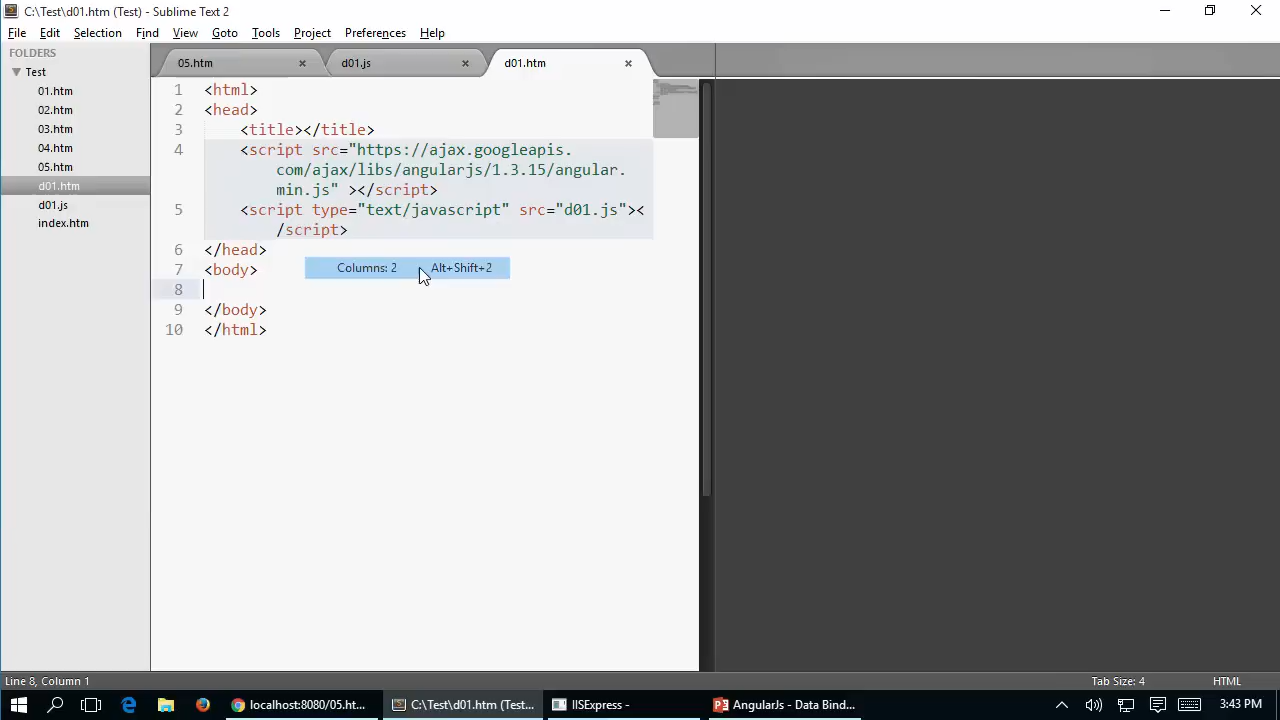 C:\Test\d01.htm (Test) - Sublime Text 2
File Edit Selection Find View Goto Tools Project Preferences Help
FOLDERS
Test
01.htm
02.htm
03.htm
04.htm
05.htm
d01.htm
d01.js
index.htm
05.htm × d01.js × d01.htm ×
1 <html>
2 <head>
3 <title></title>
4 <script src="https://ajax.googleapis.
com/ajax/libs/angularjs/1.3.15/angular.
min.js" ></script>
5 <script type="text/javascript" src="d01.js"><
/script>
6 </head>
7 <body>
Columns: 2 Alt+Shift+2
8
9 </body>
10 </html>
Line 8, Column 1 Tab Size: 4 HTML
localhost:8080/05.ht... C:\Test\d01.htm (Test... IISExpress - AngularJs - Data Bind... 3:43 PM